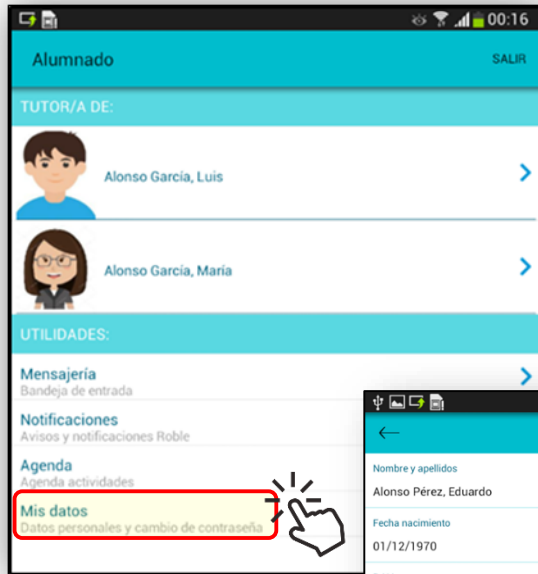 00:16
Alumnado
SALIR
TUTOR/A DE:
Alonso García, Luis
Alonso García, María
UTILIDADES:
Mensajería
Bandeja de entrada
Notificaciones
Avisos y notificaciones Roble
Agenda
Agenda actividades
Mis datos
Datos personales y cambio de contraseña
Nombre y apellidos
Alonso Pérez, Eduardo
Fecha nacimiento
01/12/1970